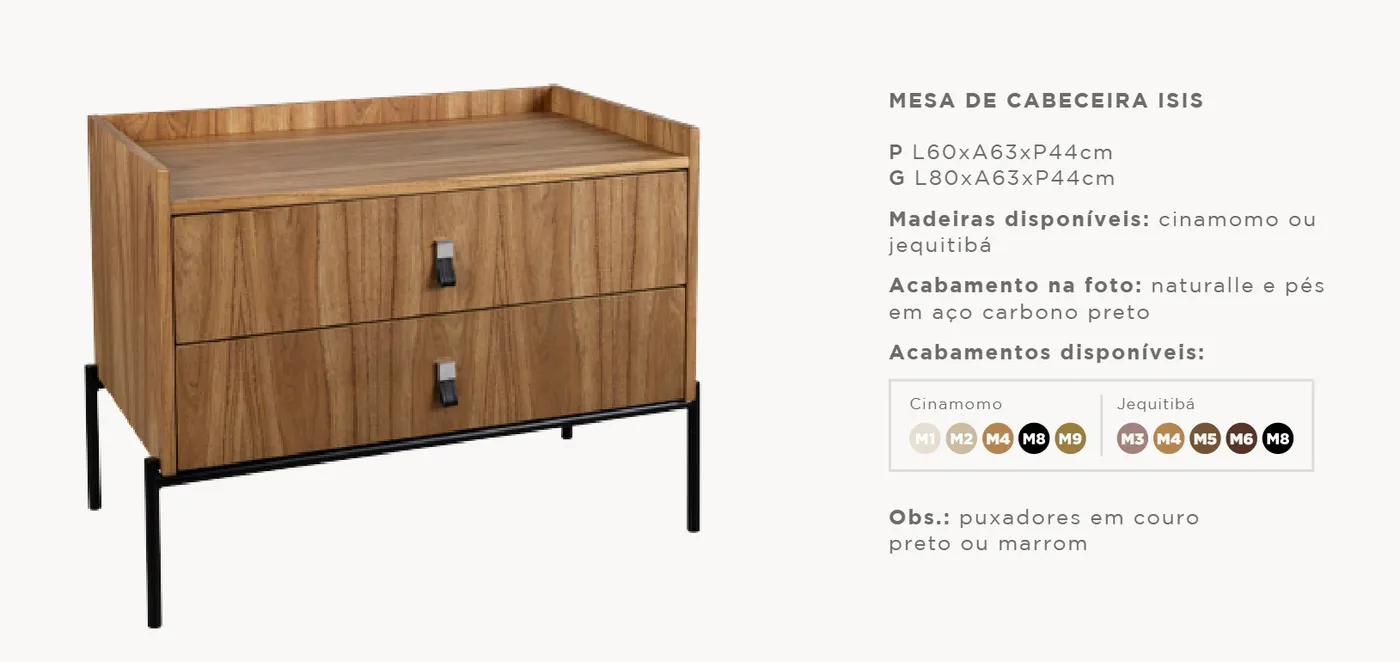 MESA DE CABECEIRA ISIS
P L60xA63xP44cm
G L80xA63xP44cm
Madeiras disponíveis: cinamomo ou
jequitibá
Acabamento na foto: naturalle e pés
em aço carbono preto
Acabamentos disponíveis:
Cinamomo
M1 M2 M4 M8 M9
Jequitibá
M3 M4 M5 M6 M8
Obs.: puxadores em couro
preto ou marrom